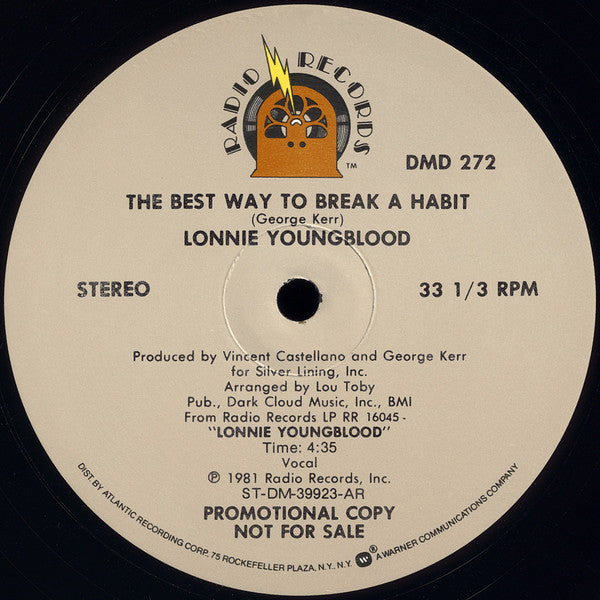 RADIO RECORDS
TM
DMD 272
THE BEST WAY TO BREAK A HABIT
(George Kerr)
LONNIE YOUNGBLOOD
STEREO
33 1/3 RPM
Produced by Vincent Castellano and George Kerr
for Silver Lining, Inc.
Arranged by Lou Toby
Pub., Dark Cloud Music, Inc., BMI
From Radio Records LP RR 16045 -
"LONNIE YOUNGBLOOD"
Time: 4:35
Vocal
℗ 1981 Radio Records, Inc.
ST-DM-39923-AR
PROMOTIONAL COPY
NOT FOR SALE
DIST. BY ATLANTIC RECORDING CORP. 75 ROCKEFELLER PLAZA, N.Y., N.Y. W ® A WARNER COMMUNICATIONS COMPANY